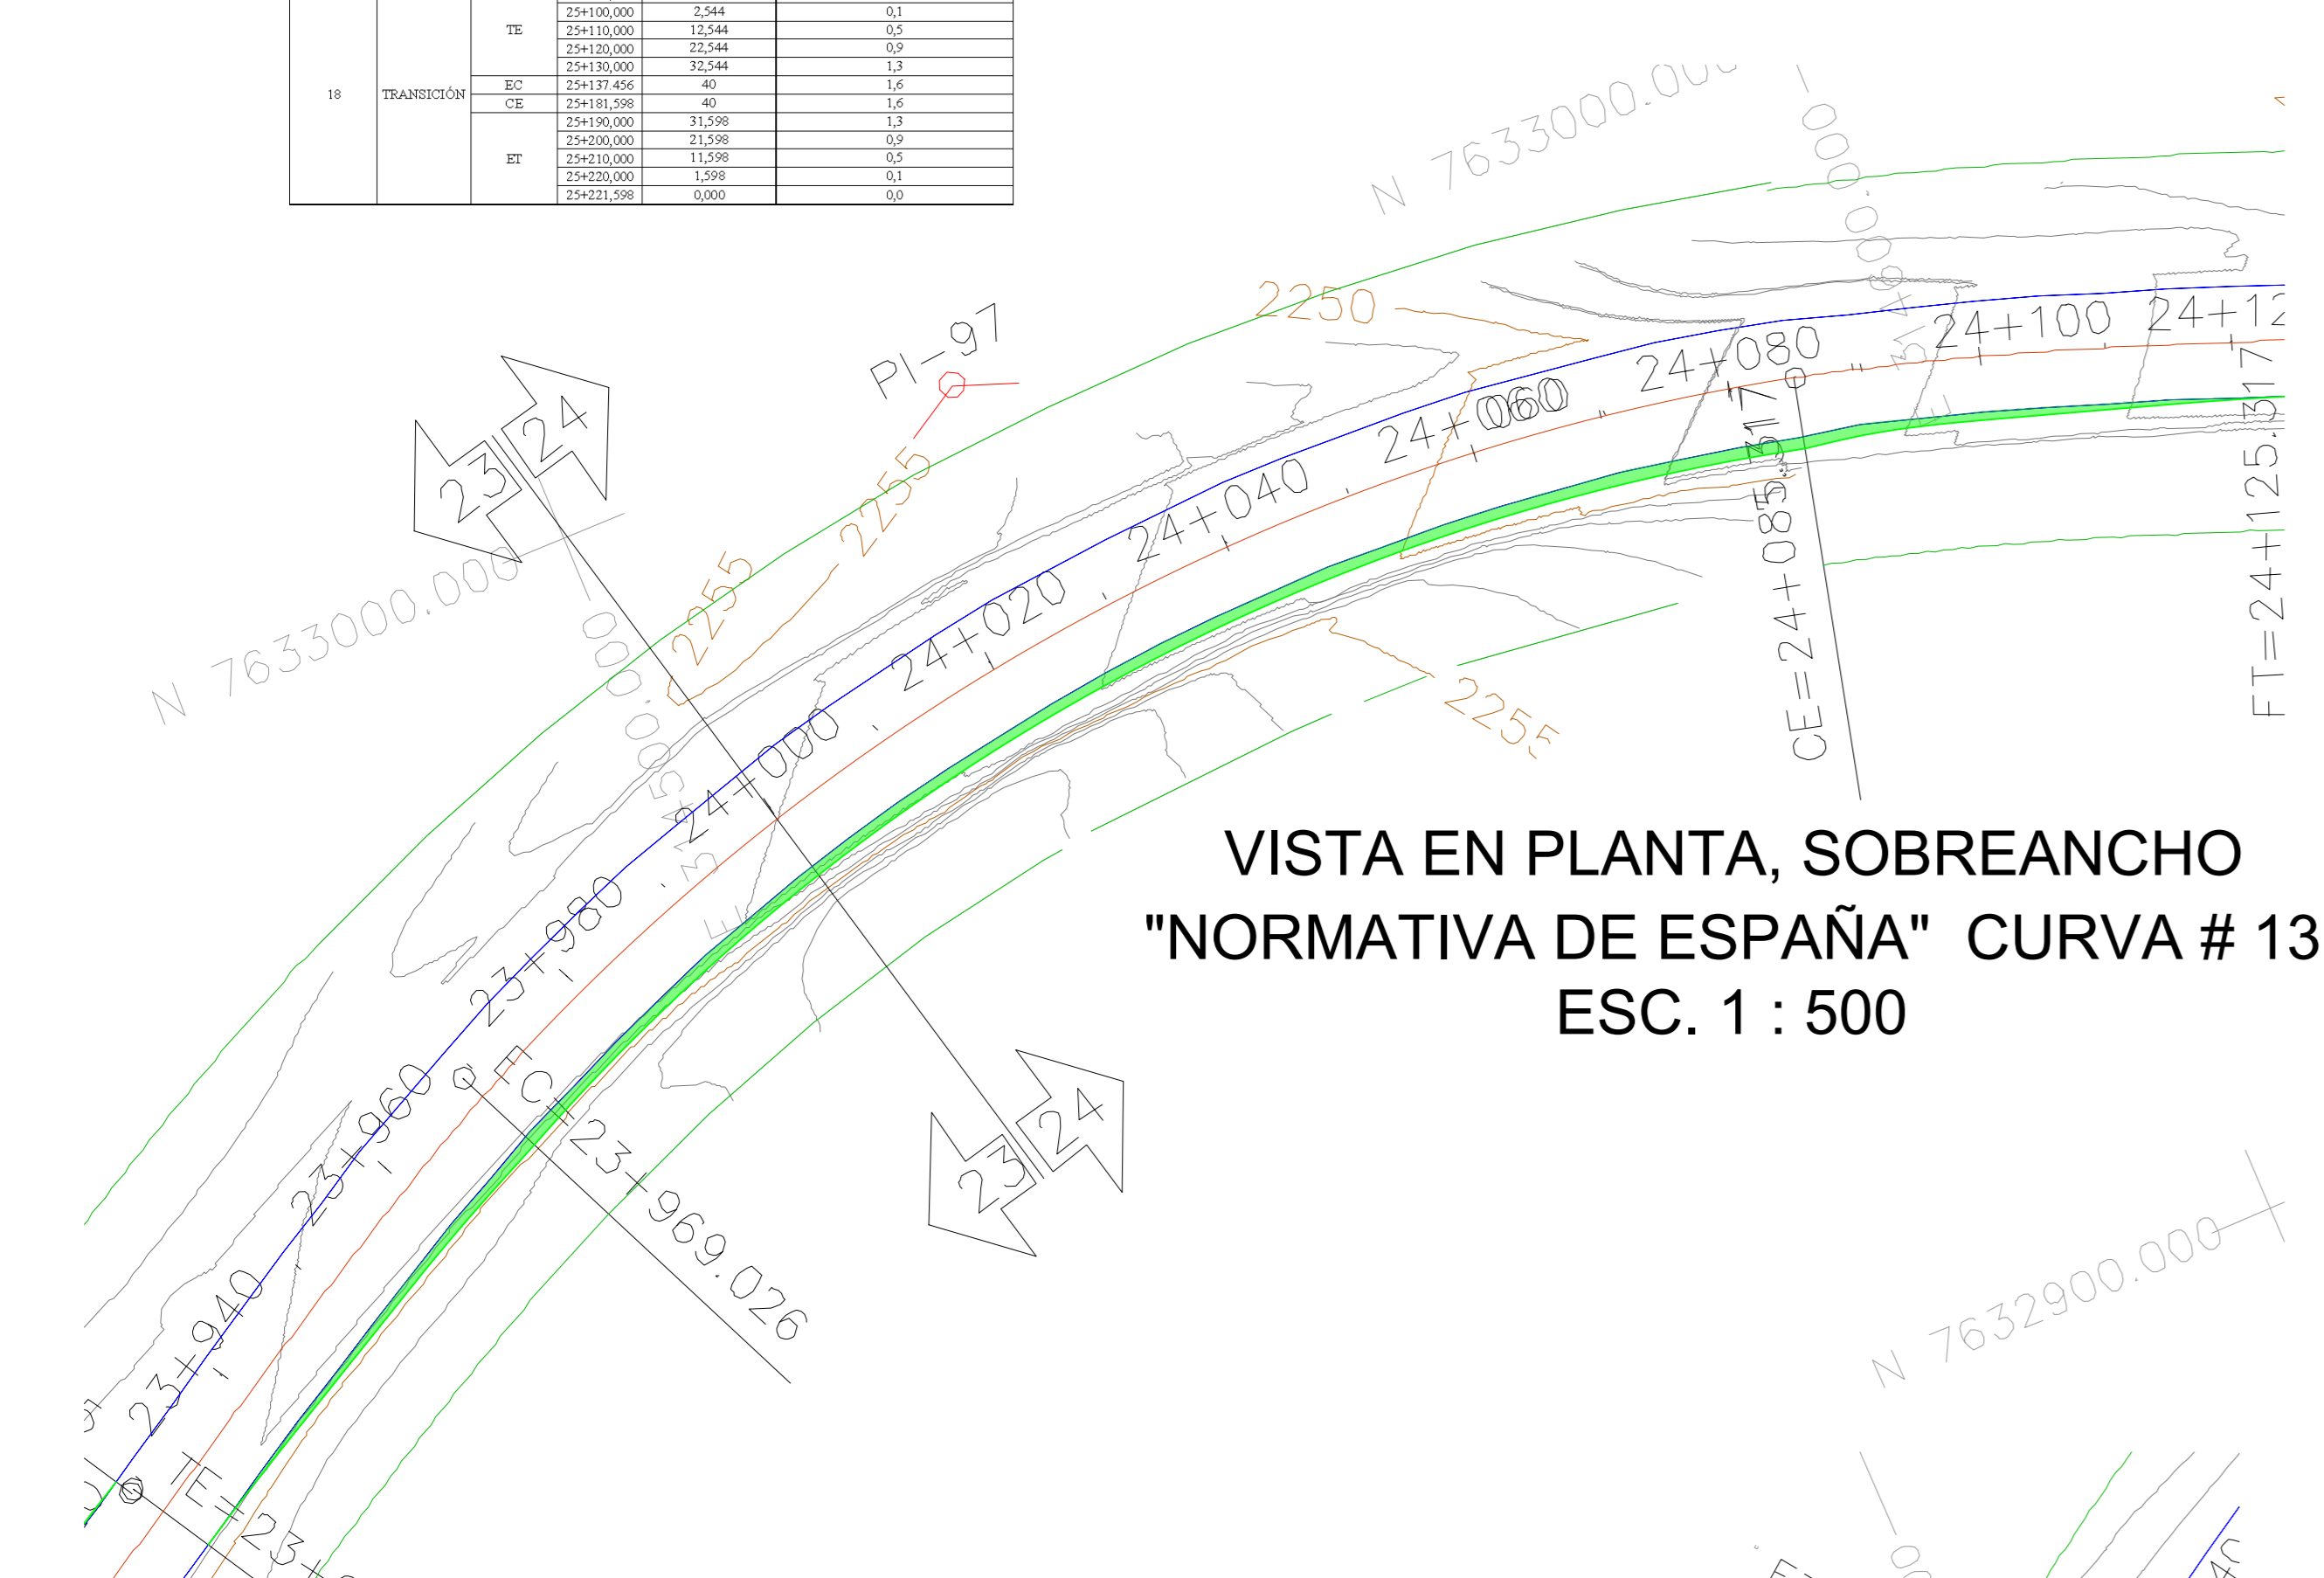 25+100,000 2,544 0,1
TE 25+110,000 12,544 0,5
25+120,000 22,544 0,9
25+130,000 32,544 1,3
18 TRANSICIÓN EC 25+137.456 40 1,6
CE 25+181,598 40 1,6
25+190,000 31,598 1,3
25+200,000 21,598 0,9
ET 25+210,000 11,598 0,5
25+220,000 1,598 0,1
25+221,598 0,000 0,0
N 7633000.000
PI-97
2250
24+100
24+12
24+080
24+060
24+040
24+020
24+000
23+980
23+960
23+940
24
23
2255
2255
N 7633000.000
2255
CE=24+085.317
FT=24+125.317
VISTA EN PLANTA, SOBREANCHO
"NORMATIVA DE ESPAÑA" CURVA # 13
ESC. 1 : 500
24
23
23+969.026
N 7632900.000